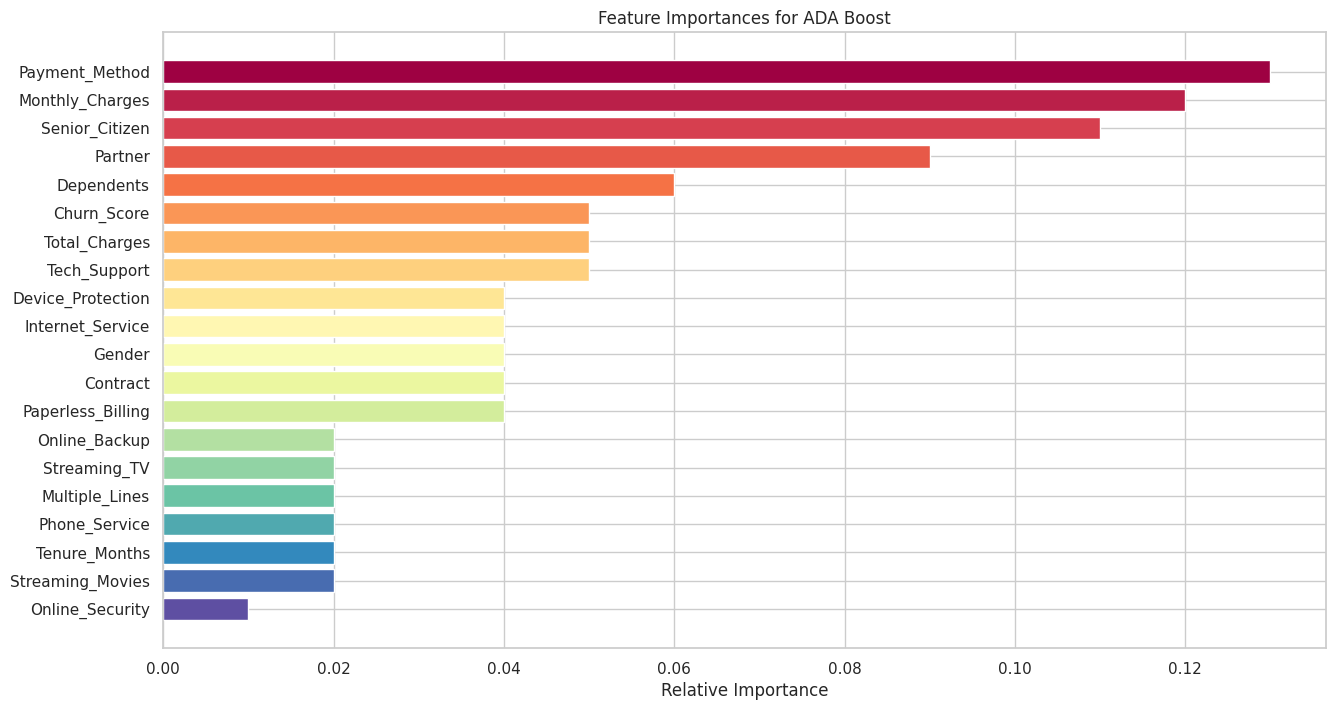 Feature Importances for ADA Boost
Payment_Method
Monthly_Charges
Senior_Citizen
Partner
Dependents
Churn_Score
Total_Charges
Tech_Support
Device_Protection
Internet_Service
Gender
Contract
Paperless_Billing
Online_Backup
Streaming_TV
Multiple_Lines
Phone_Service
Tenure_Months
Streaming_Movies
Online_Security
0.00 0.02 0.04 0.06 0.08 0.10 0.12
Relative Importance